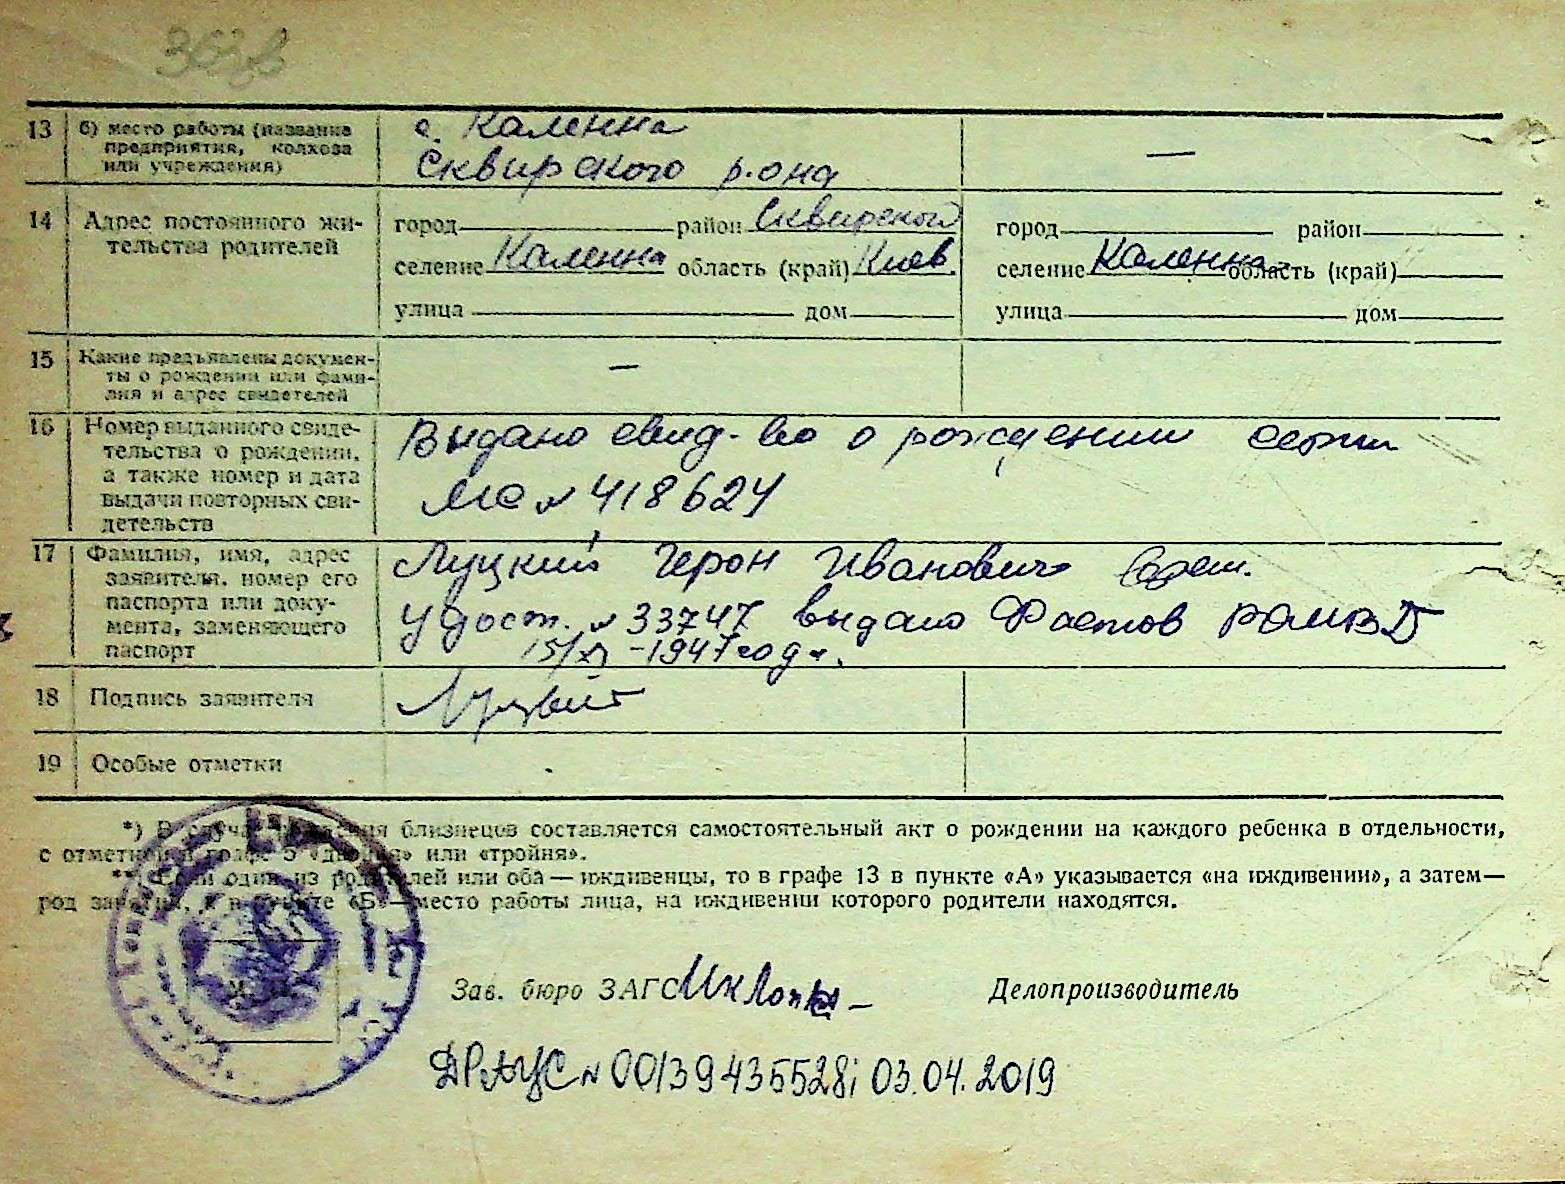 13 б) место работы (название предприятия, колхоза или учреждения)
с. Каленна
Сквирского р.она
—
14 Адрес постоянного жительства родителей
город район Сквирский
селение Каленна область (край) Киев.
улица дом
город район
селение Каленна область (край)
улица дом
15 Какие предъявлены документы о рождении или фамилия и адрес свидетелей
—
16 Номер выданного свидетельства о рождении, а также номер и дата выдачи повторных свидетельств
Выдано свид-во о рождении серии
№ 418624
17 Фамилия, имя, адрес заявителя, номер его паспорта или документа, заменяющего паспорт
Луцкий Герон Иванович
удост. № 33747 выдано Фастов РОМВД
15/XI -1947 года.
18 Подпись заявителя
19 Особые отметки
*) В случае рождения близнецов составляется самостоятельный акт о рождении на каждого ребенка в отдельности,
с отметкой в графе 5 «двойня» или «тройня».
**) Если один из родителей или оба — иждивенцы, то в графе 13 в пункте «А» указывается «на иждивении», а затем —
род занятий, а в пункте «Б» — место работы лица, на иждивении которого родители находятся.
Зав. бюро ЗАГС Делопроизводитель
ДРАЦС № 00139435528; 03.04.2019